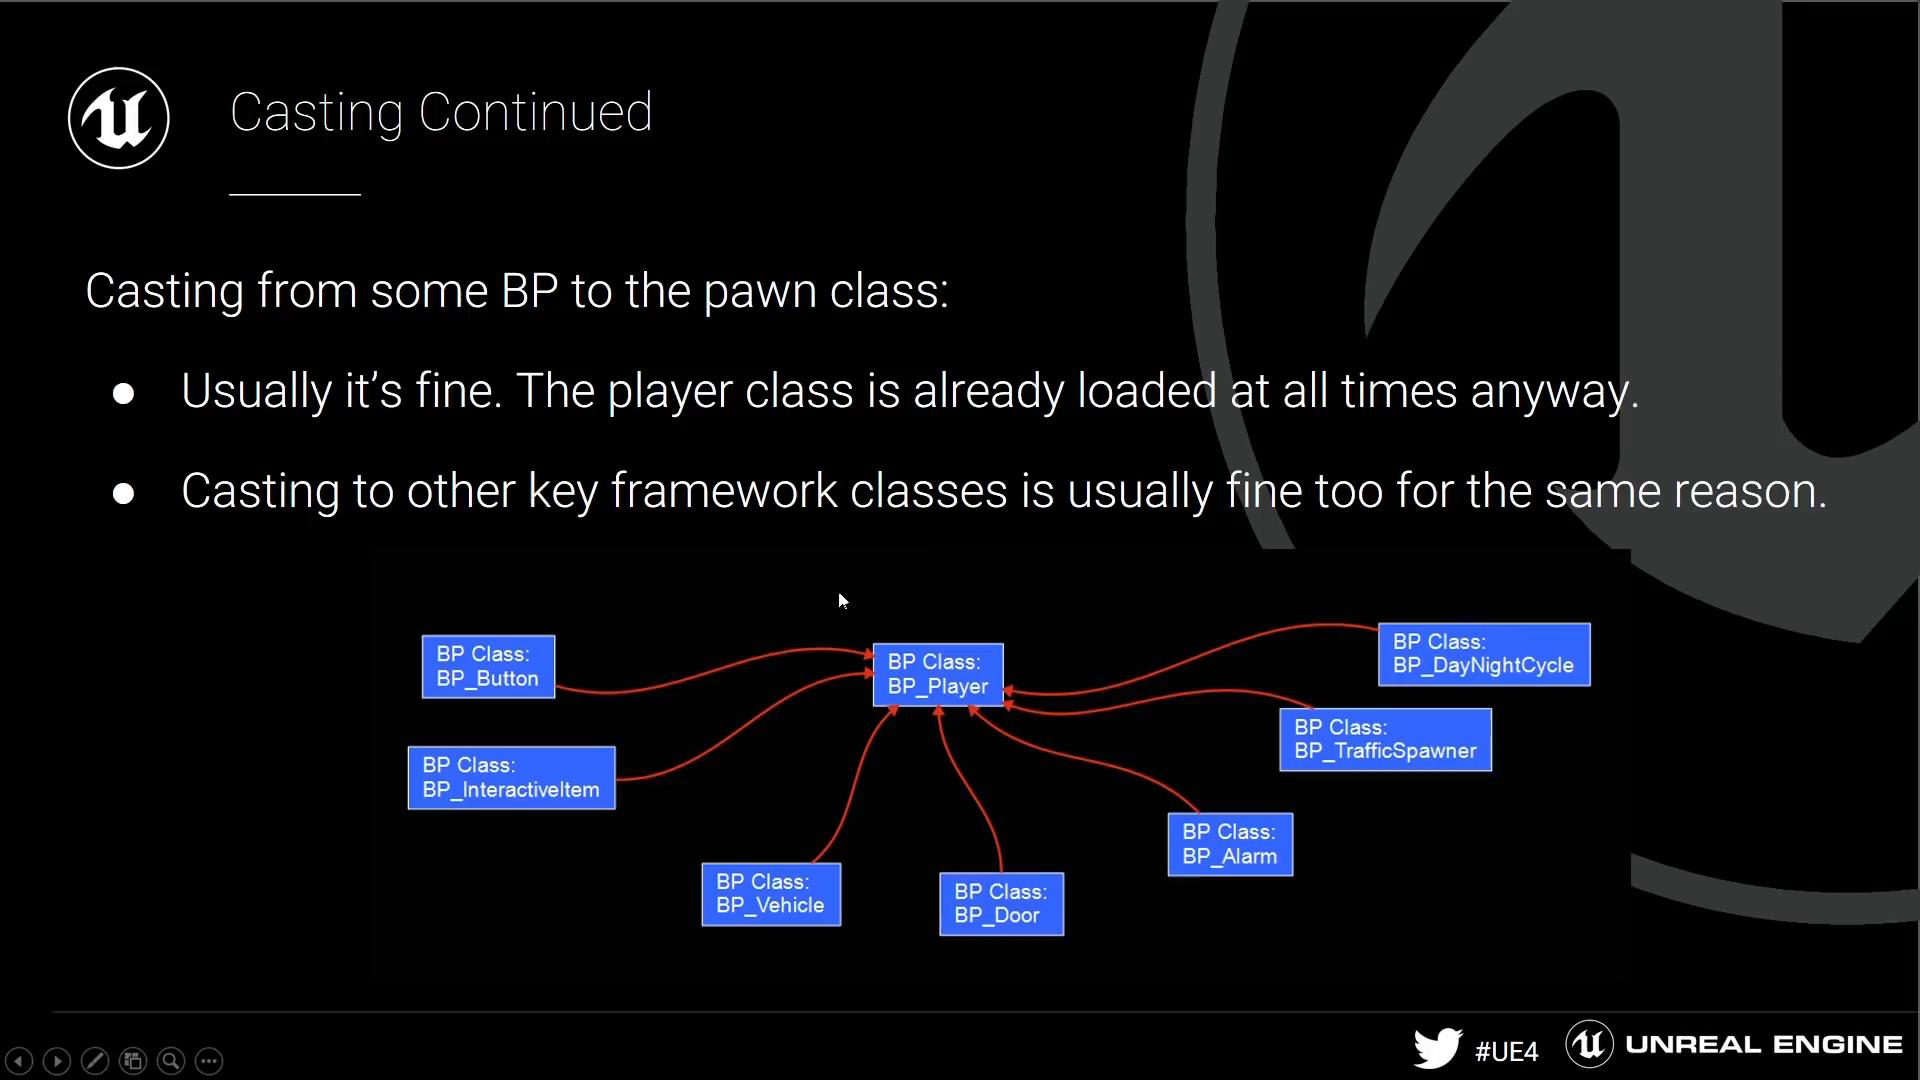 Casting Continued
Casting from some BP to the pawn class:
● Usually it’s fine. The player class is already loaded at all times anyway.
● Casting to other key framework classes is usually fine too for the same reason.
BP Class:
BP_Button
BP Class:
BP_Player
BP Class:
BP_DayNightCycle
BP Class:
BP_InteractiveItem
BP Class:
BP_TrafficSpawner
BP Class:
BP_Vehicle
BP Class:
BP_Door
BP Class:
BP_Alarm
#UE4
UNREAL ENGINE